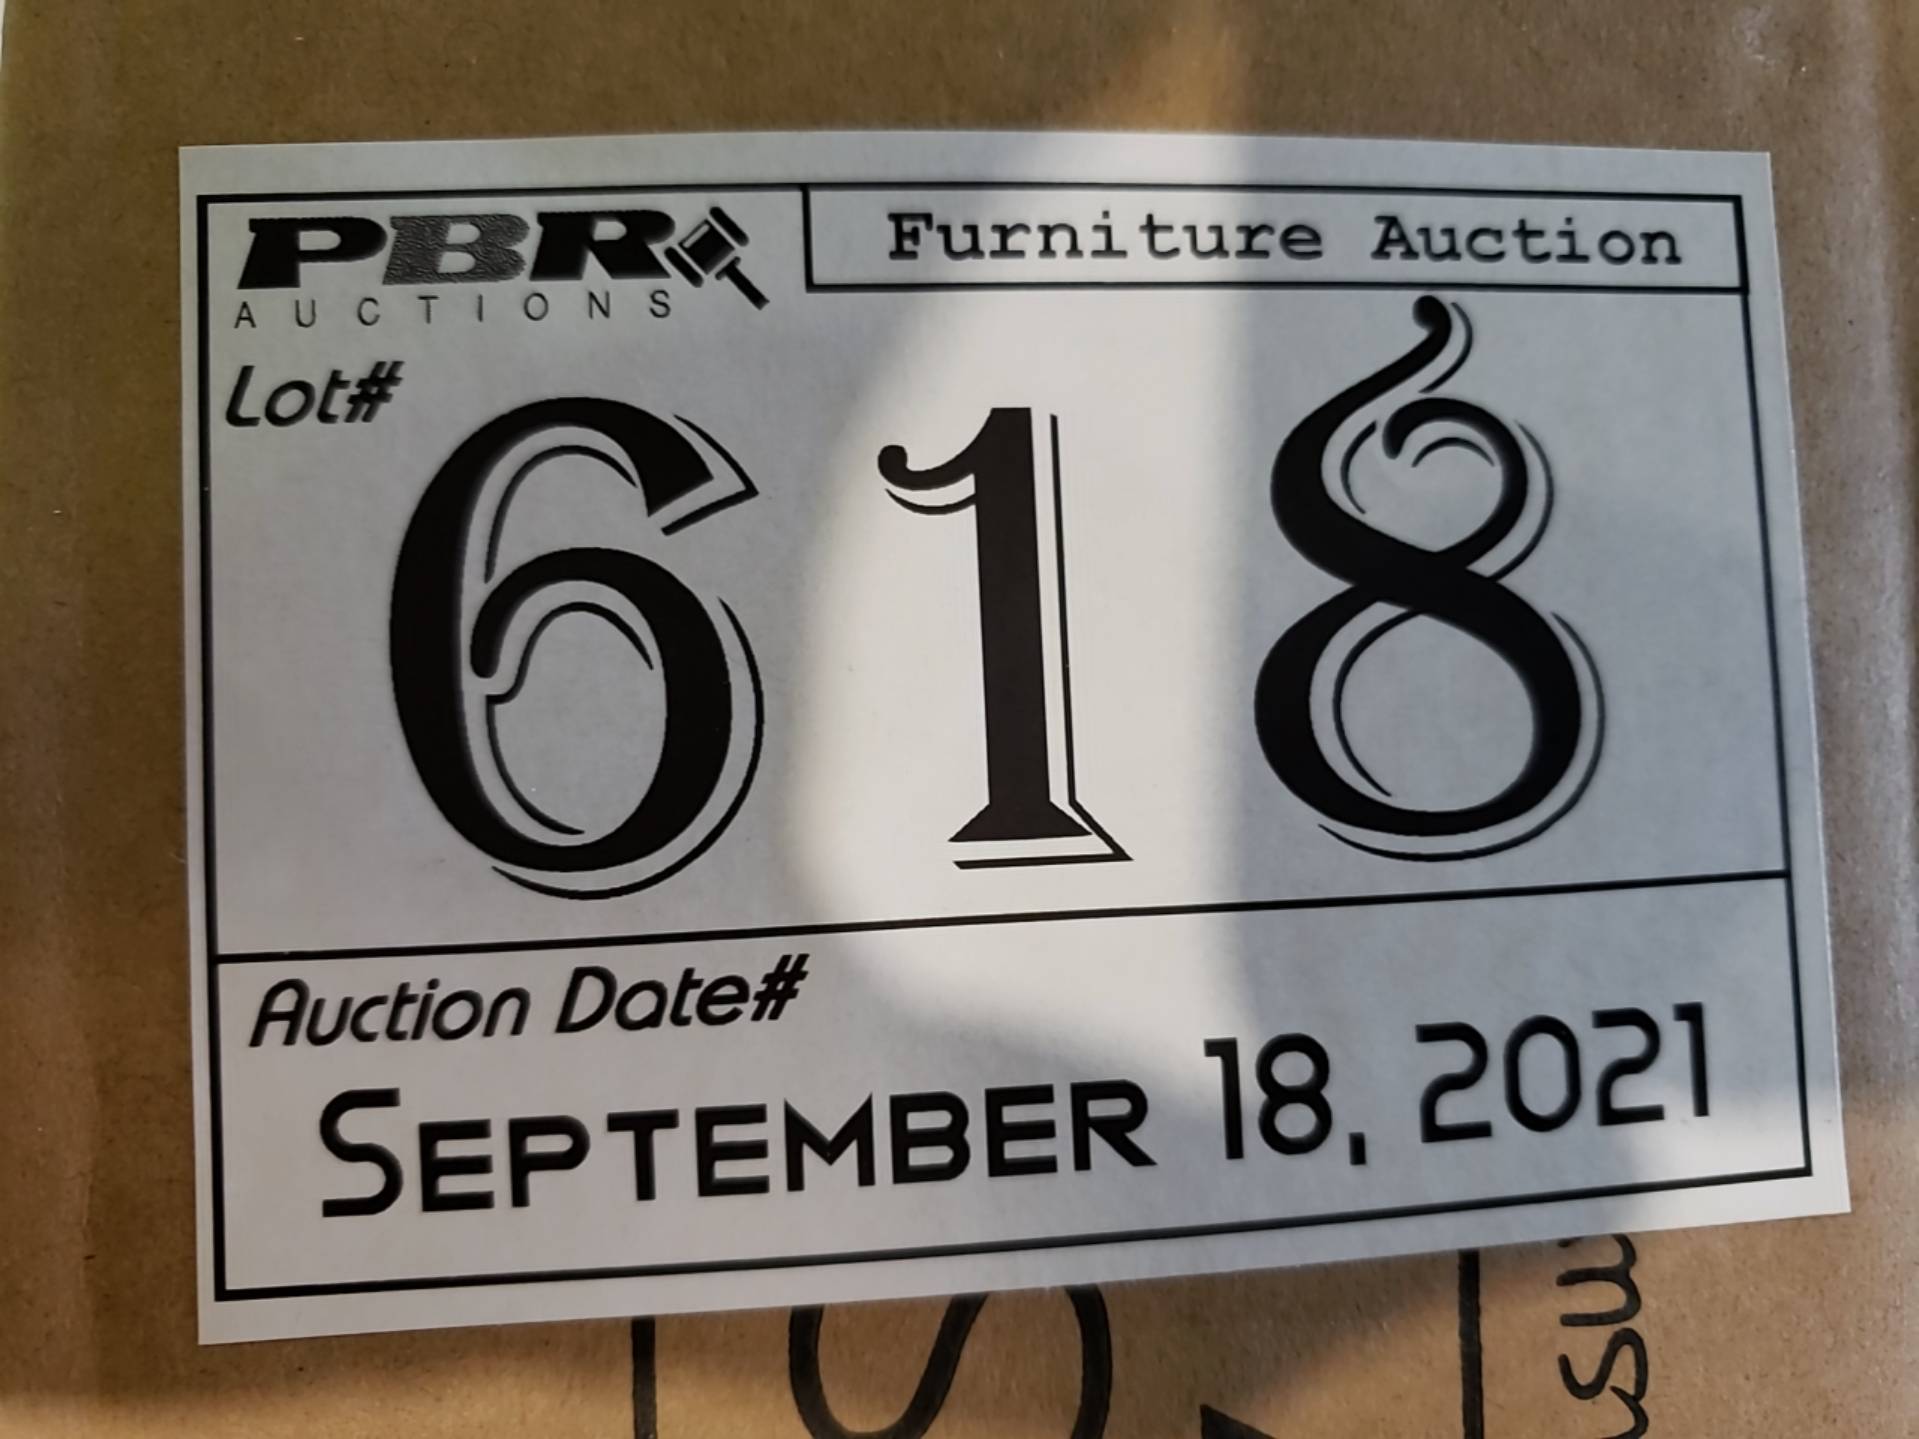 PBR
AUCTIONS
Furniture Auction
Lot#
618
Auction Date#
September 18, 2021